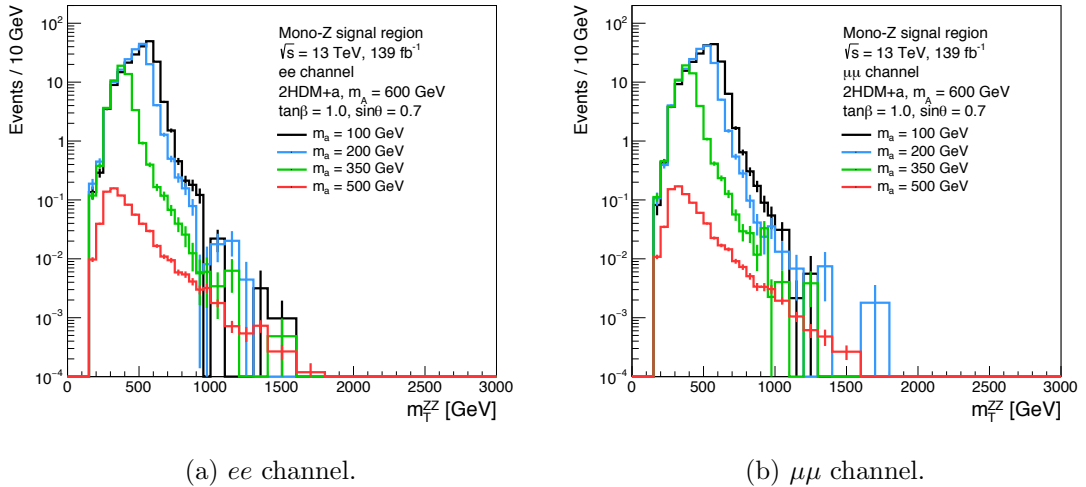 Events / 10 GeV
10²
10
1
10⁻¹
10⁻²
10⁻³
10⁻⁴
Mono-Z signal region
√s = 13 TeV, 139 fb⁻¹
ee channel
2HDM+a, m_A = 600 GeV
tanβ = 1.0, sinθ = 0.7
m_a = 100 GeV
m_a = 200 GeV
m_a = 350 GeV
m_a = 500 GeV
0 500 1000 1500 2000 2500 3000
m_T^ZZ [GeV]
(a) ee channel.
Events / 10 GeV
10²
10
1
10⁻¹
10⁻²
10⁻³
10⁻⁴
Mono-Z signal region
√s = 13 TeV, 139 fb⁻¹
μμ channel
2HDM+a, m_A = 600 GeV
tanβ = 1.0, sinθ = 0.7
m_a = 100 GeV
m_a = 200 GeV
m_a = 350 GeV
m_a = 500 GeV
0 500 1000 1500 2000 2500 3000
m_T^ZZ [GeV]
(b) μμ channel.